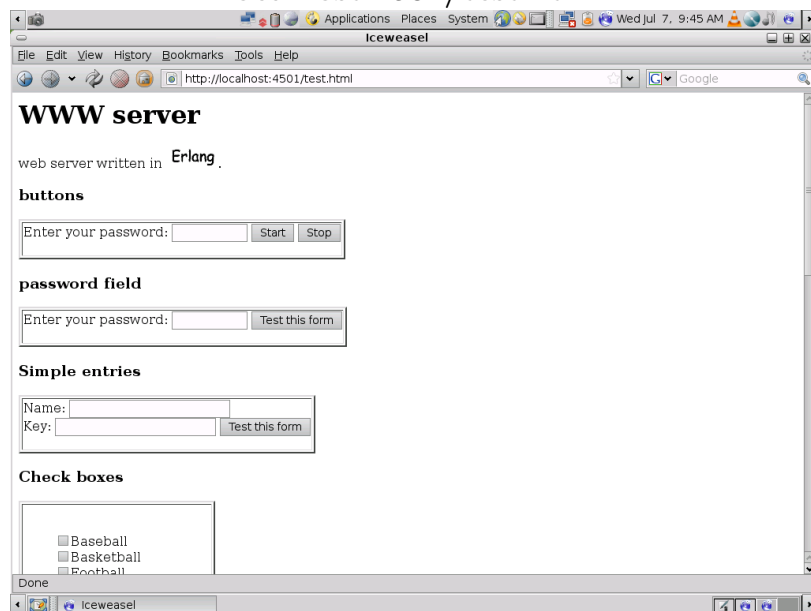 Applications Places System Wed Jul 7, 9:45 AM
Iceweasel
File Edit View History Bookmarks Tools Help
http://localhost:4501/test.html G Google
WWW server
web server written in Erlang .
buttons
Enter your password: Start Stop
password field
Enter your password: Test this form
Simple entries
Name:
Key: Test this form
Check boxes
Baseball
Basketball
Football
Done
Iceweasel